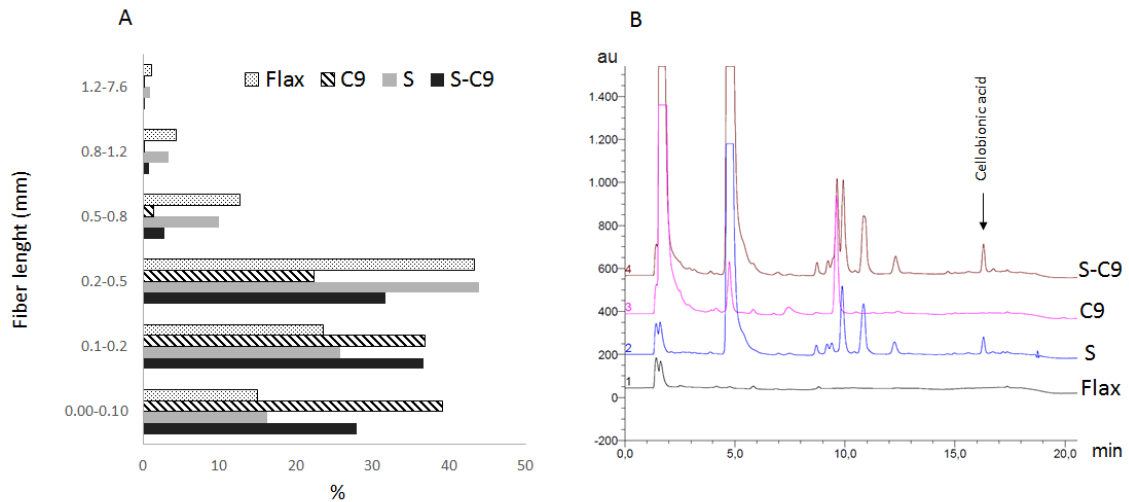 A
Flax C9 S S-C9
Fiber lenght (mm)
1.2-7.6
0.8-1.2
0.5-0.8
0.2-0.5
0.1-0.2
0.00-0.10
0 10 20 30 40 50
%
B
au
1.400
1.200
1.000
800
600
400
200
0
-200
0,0 5,0 10,0 15,0 20,0
min
Cellobionic acid
4 S-C9
3 C9
2 S
1 Flax